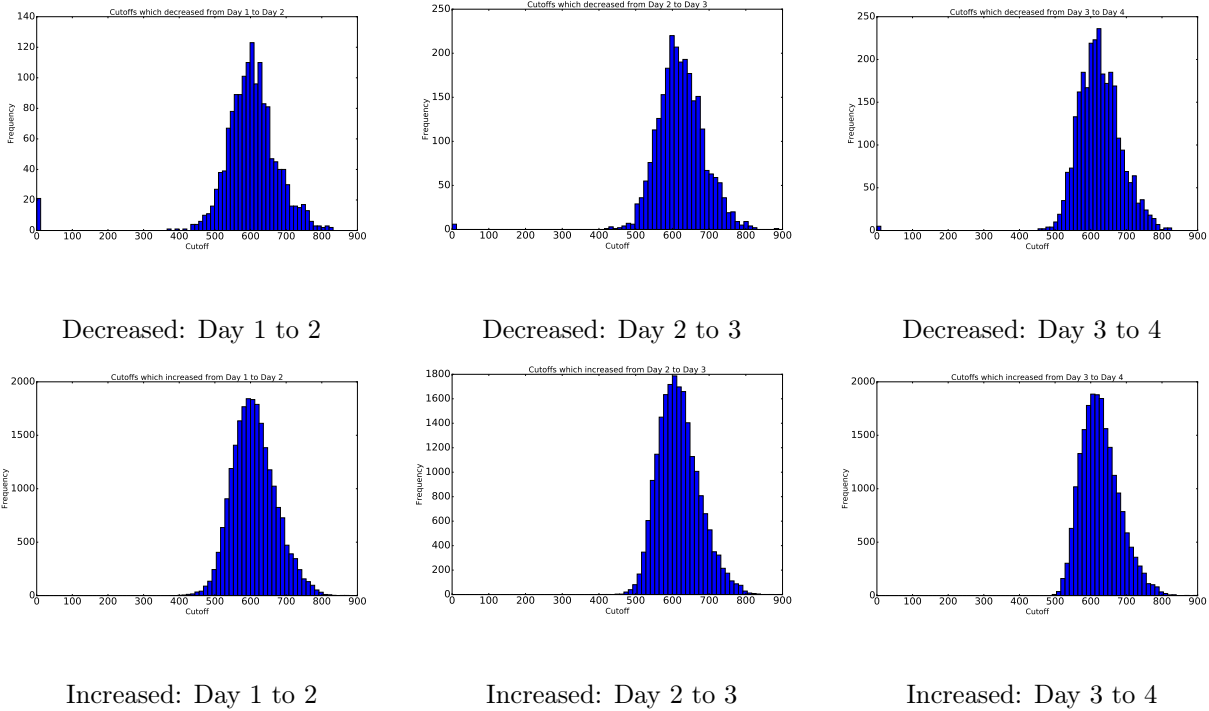 Cutoffs which decreased from Day 1 to Day 2
140
120
100
80
60
40
20
0
Frequency
0 100 200 300 400 500 600 700 800 900
Cutoff
Decreased: Day 1 to 2
Cutoffs which decreased from Day 2 to Day 3
250
200
150
100
50
0
Frequency
0 100 200 300 400 500 600 700 800 900
Cutoff
Decreased: Day 2 to 3
Cutoffs which decreased from Day 3 to Day 4
250
200
150
100
50
0
Frequency
0 100 200 300 400 500 600 700 800 900
Cutoff
Decreased: Day 3 to 4
Cutoffs which increased from Day 1 to Day 2
2000
1500
1000
500
0
Frequency
0 100 200 300 400 500 600 700 800 900
Cutoff
Increased: Day 1 to 2
Cutoffs which increased from Day 2 to Day 3
1800
1600
1400
1200
1000
800
600
400
200
0
Frequency
0 100 200 300 400 500 600 700 800 900
Cutoff
Increased: Day 2 to 3
Cutoffs which increased from Day 3 to Day 4
2000
1500
1000
500
0
Frequency
0 100 200 300 400 500 600 700 800 900
Cutoff
Increased: Day 3 to 4